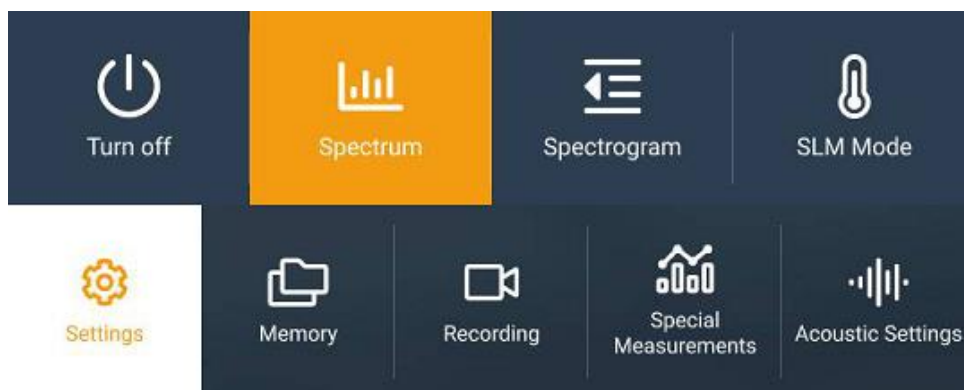 Turn off
Spectrum
Spectrogram
SLM Mode
Settings
Memory
Recording
Special
Measurements
Acoustic Settings